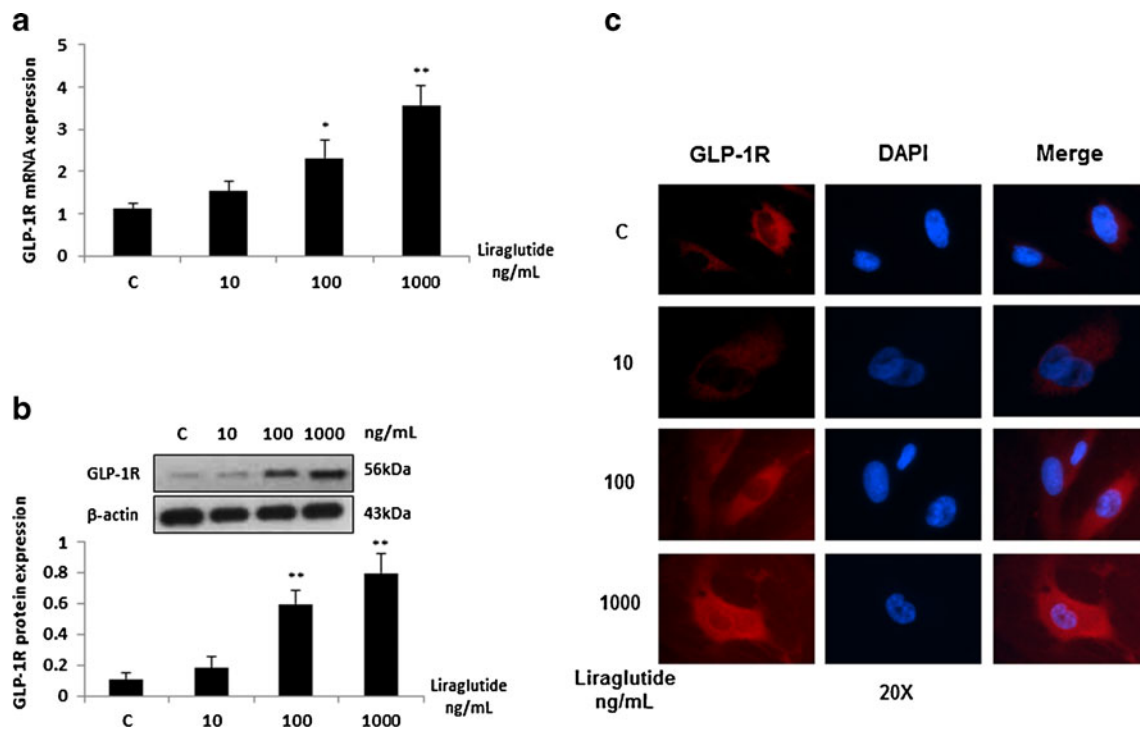 a
5
4
3
2
1
0
GLP-1R mRNA xepression
*
**
C 10 100 1000
Liraglutide
ng/mL
b
C 10 100 1000 ng/mL
GLP-1R 56kDa
β-actin 43kDa
1
0.8
0.6
0.4
0.2
0
GLP-1R protein expression
**
**
C 10 100 1000
Liraglutide
ng/mL
c
GLP-1R DAPI Merge
C
10
100
1000
Liraglutide
ng/mL
20X